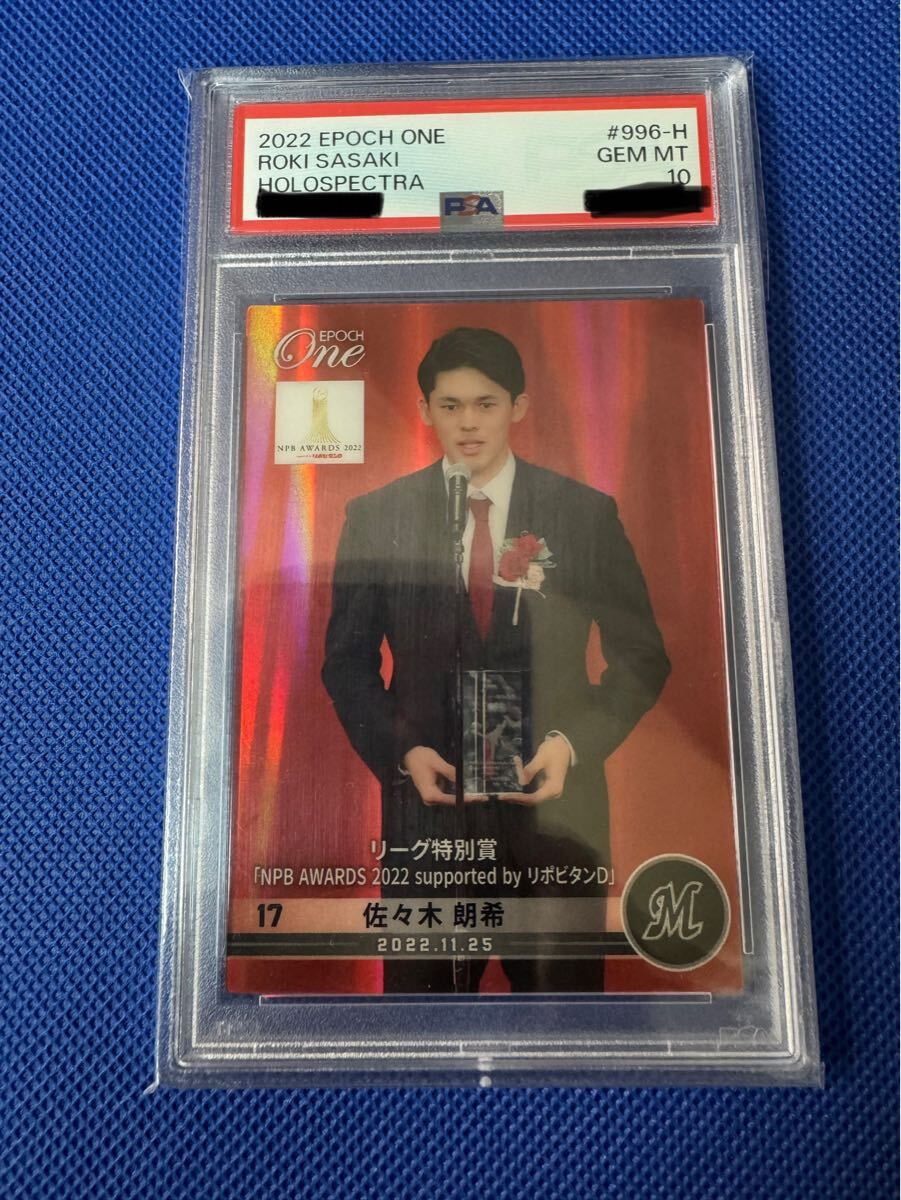 2022 EPOCH ONE
#996-H
ROKI SASAKI
GEM MT
HOLOSPECTRA
10
PSA
EPOCH
One
NPB AWARDS 2022
リーグ特別賞
「NPB AWARDS 2022 supported by リポビタンD」
17 佐々木 朗希
M
2022.11.25
PSA